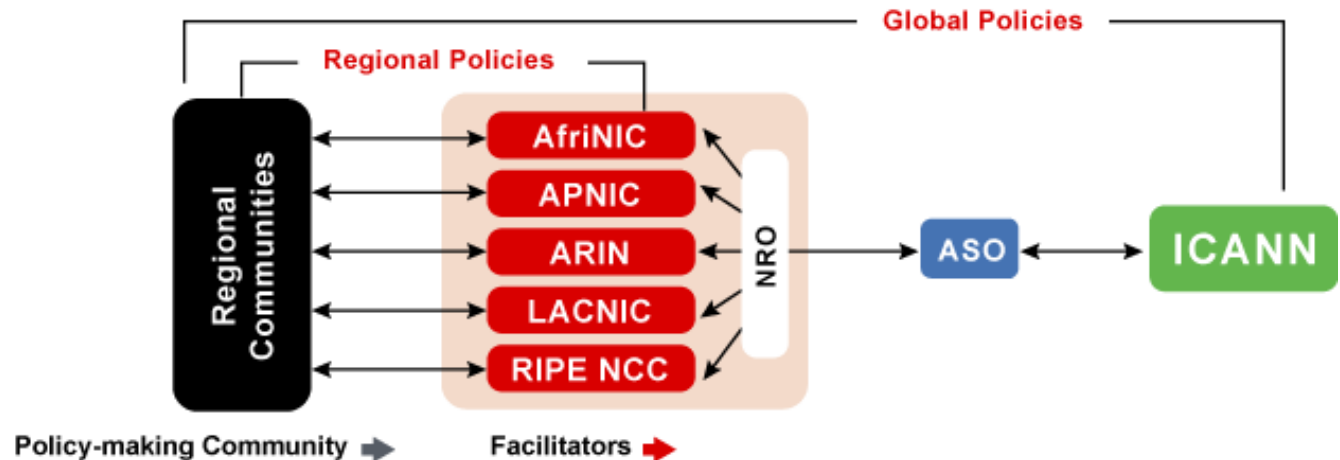 Global Policies
Regional Policies
Regional
Communities
AfriNIC
APNIC
ARIN
LACNIC
RIPE NCC
NRO
ASO
ICANN
Policy-making Community
Facilitators